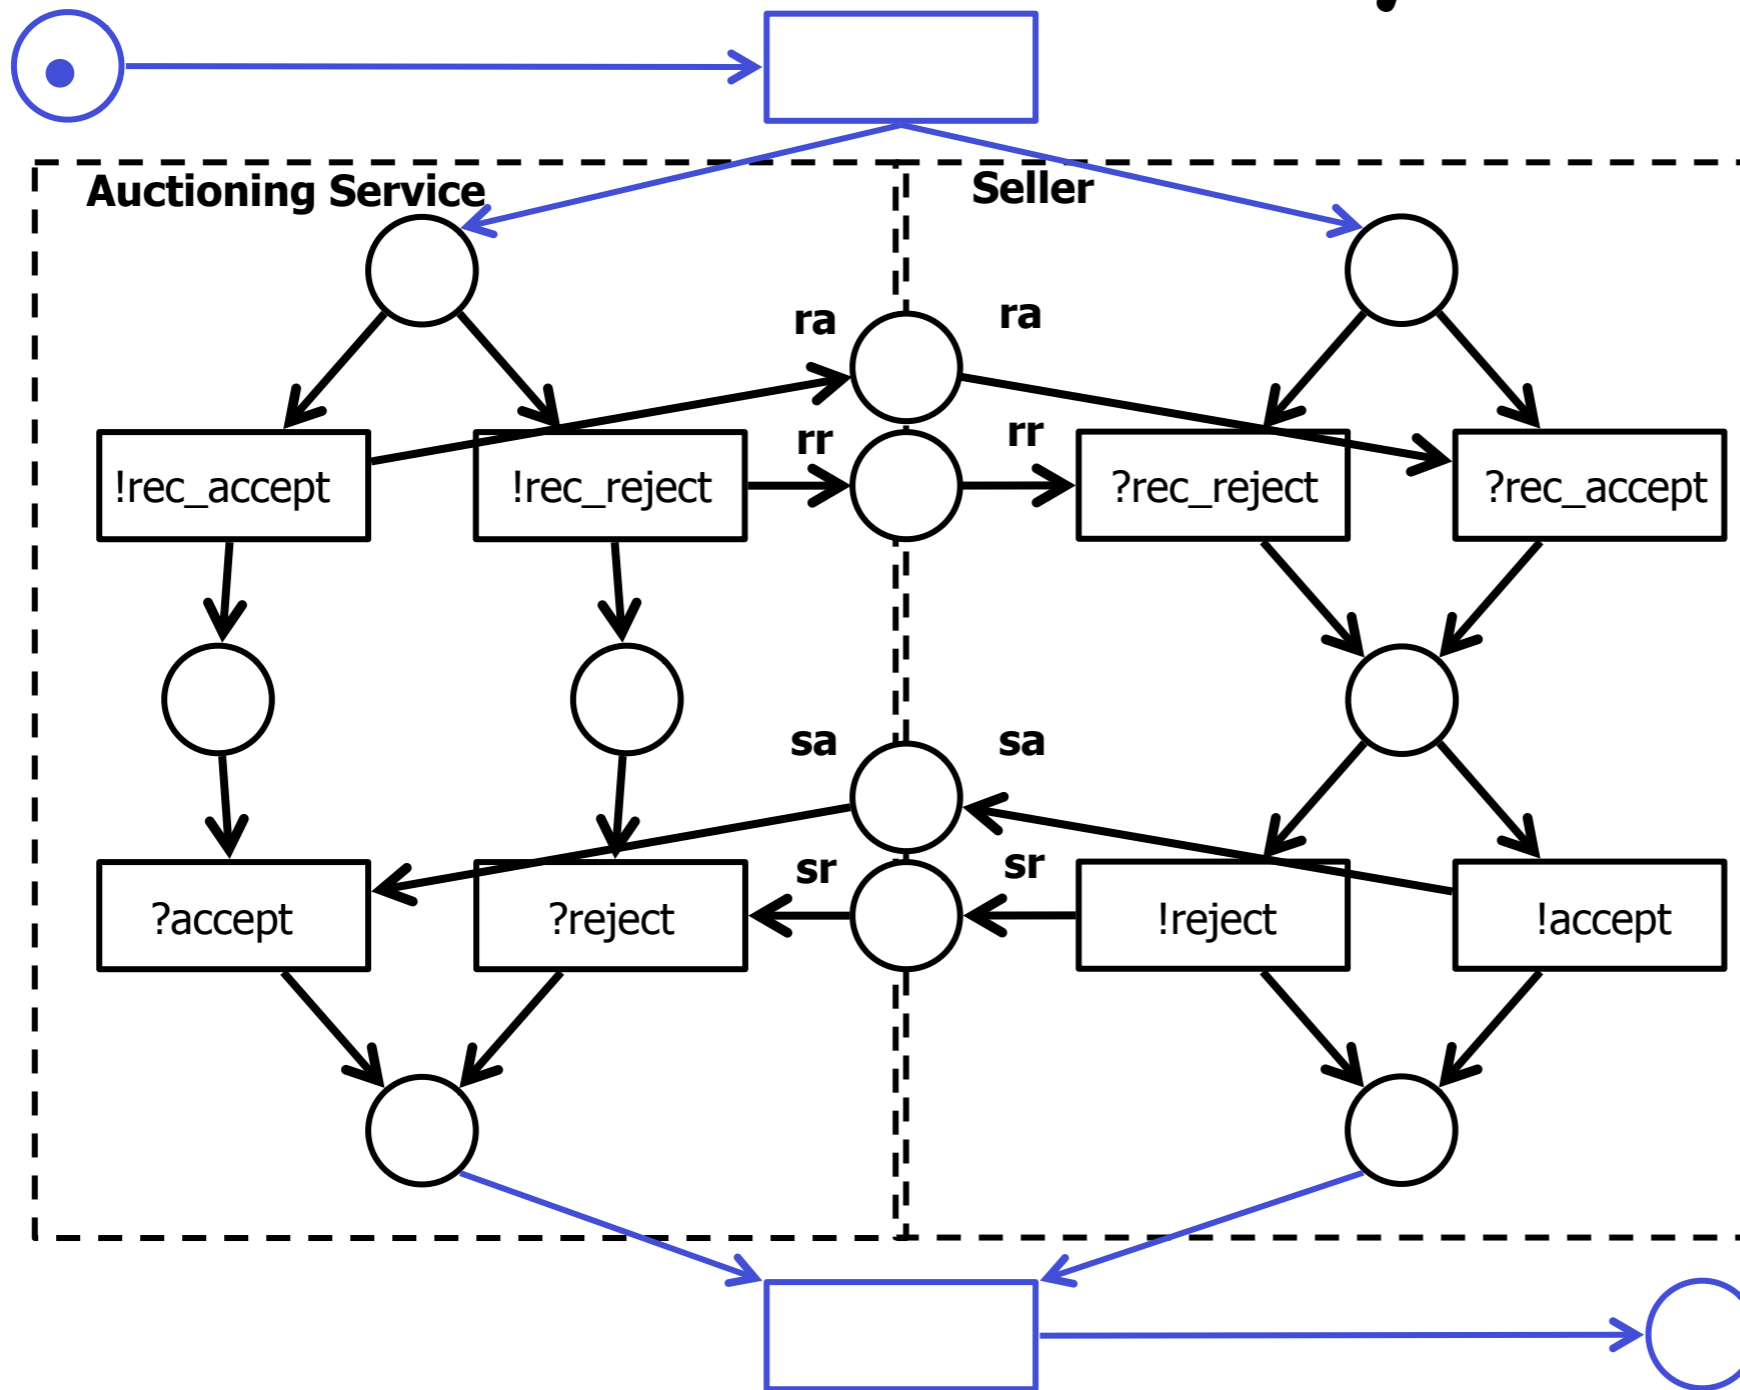 Auctioning Service
Seller
ra
ra
rr
rr
!rec_accept
!rec_reject
?rec_reject
?rec_accept
sa
sa
sr
sr
?accept
?reject
!reject
!accept